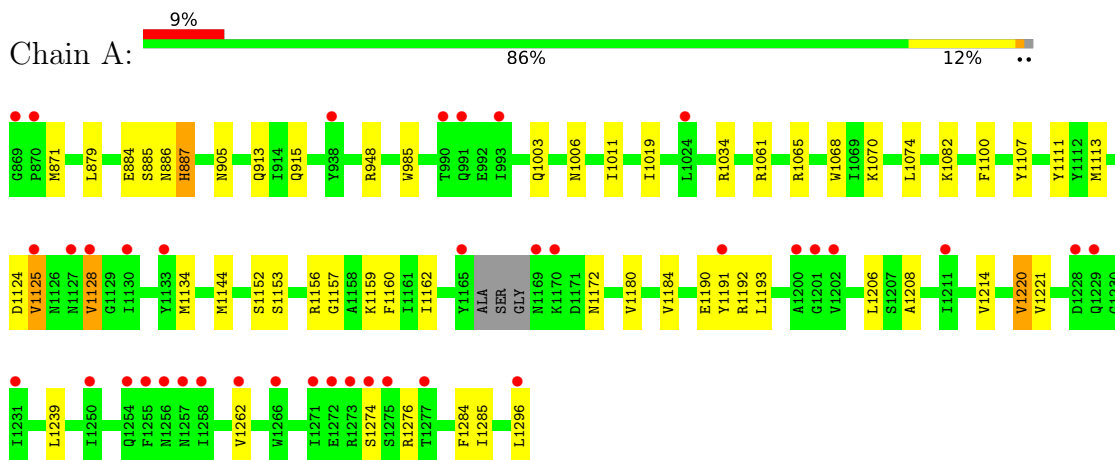 9%
Chain A:
86% 12% ••
G869 P870 M871 L879 E884 S885 N886 H887 N905 Q913 I914 Q915 Y938 R948 W985 T990 Q991 E992 I993 Q1003 N1006 I1011 I1019 L1024 R1034 R1061 R1065 W1068 I1069 K1070 L1074 K1082 F1100 Y1107 Y1111 Y1112 M1113
D1124 V1125 N1126 N1127 V1128 G1129 I1130 Y1133 M1134 M1144 S1152 S1153 R1156 G1157 A1158 K1159 F1160 I1161 I1162 Y1165 ALA SER GLY N1169 K1170 D1171 N1172 V1180 V1184 E1190 Y1191 R1192 L1193 A1200 G1201 V1202 L1206 S1207 A1208 I1211 V1214 V1220 V1221 D1228 Q1229 G1230
I1231 L1239 I1250 Q1254 F1255 N1256 N1257 I1258 V1262 W1266 I1271 E1272 R1273 S1274 S1275 R1276 T1277 F1284 I1285 L1296